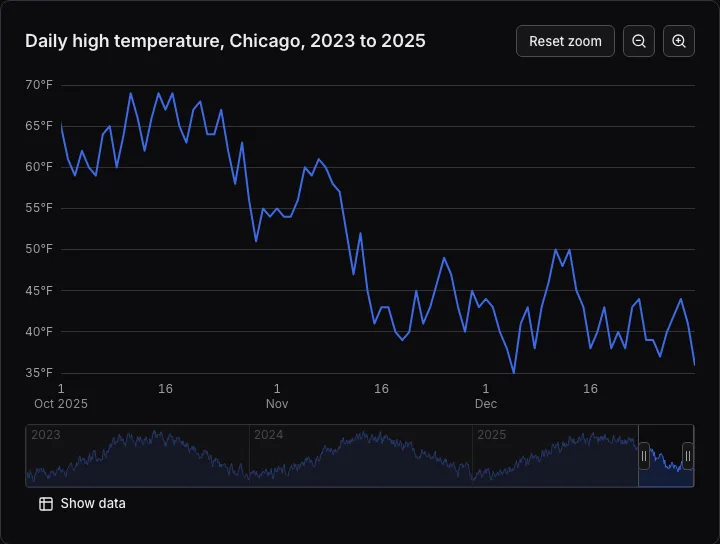 Daily high temperature, Chicago, 2023 to 2025
Reset zoom
70°F
65°F
60°F
55°F
50°F
45°F
40°F
35°F
1 16 1 16 1 16
Oct 2025 Nov Dec
2023 2024 2025
Show data